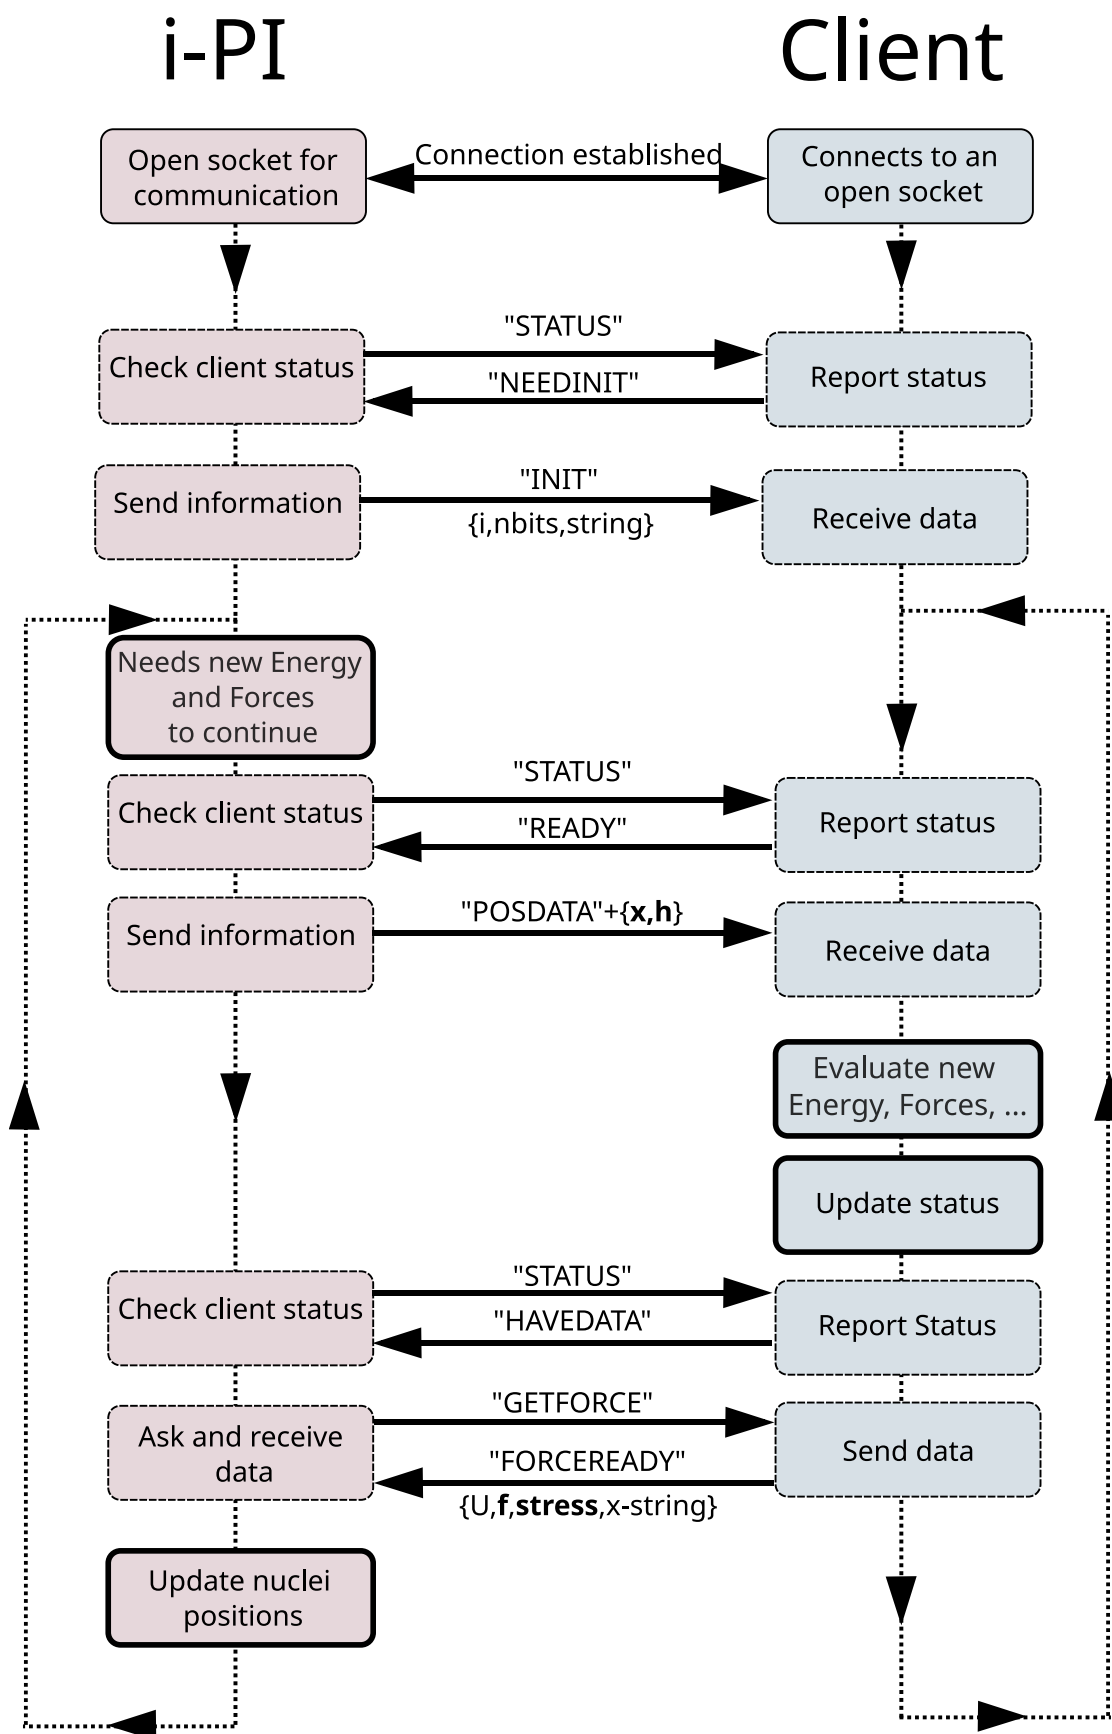 i-PI
Client
Open socket for
communication
Connection established
Connects to an
open socket
"STATUS"
Check client status
"NEEDINIT"
Report status
"INIT"
Send information
{i,nbits,string}
Receive data
Needs new Energy
and Forces
to continue
"STATUS"
Check client status
"READY"
Report status
"POSDATA"+{x,h}
Send information
Receive data
Evaluate new
Energy, Forces, ...
Update status
"STATUS"
Check client status
"HAVEDATA"
Report Status
"GETFORCE"
Ask and receive
data
"FORCEREADY"
{U,f,stress,x-string}
Send data
Update nuclei
positions